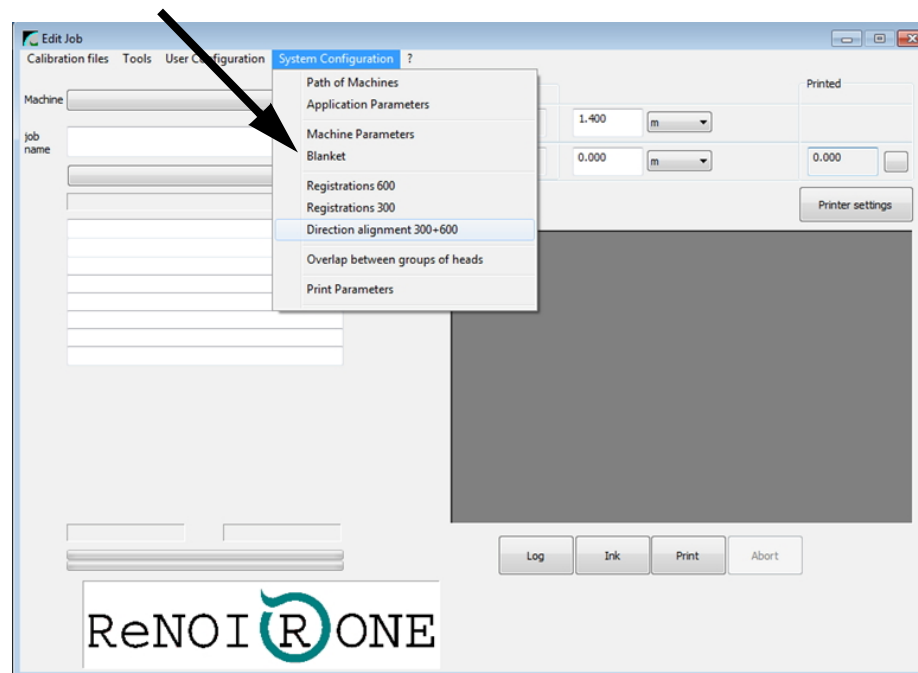 Edit Job
Calibration files Tools User Configuration System Configuration ?
Path of Machines
Application Parameters
Machine Parameters
Blanket
Registrations 600
Registrations 300
Direction alignment 300+600
Overlap between groups of heads
Print Parameters
Machine
job
name
Printed
1.400 m
0.000 m 0.000
Printer settings
Log Ink Print Abort
ReNOIR ONE